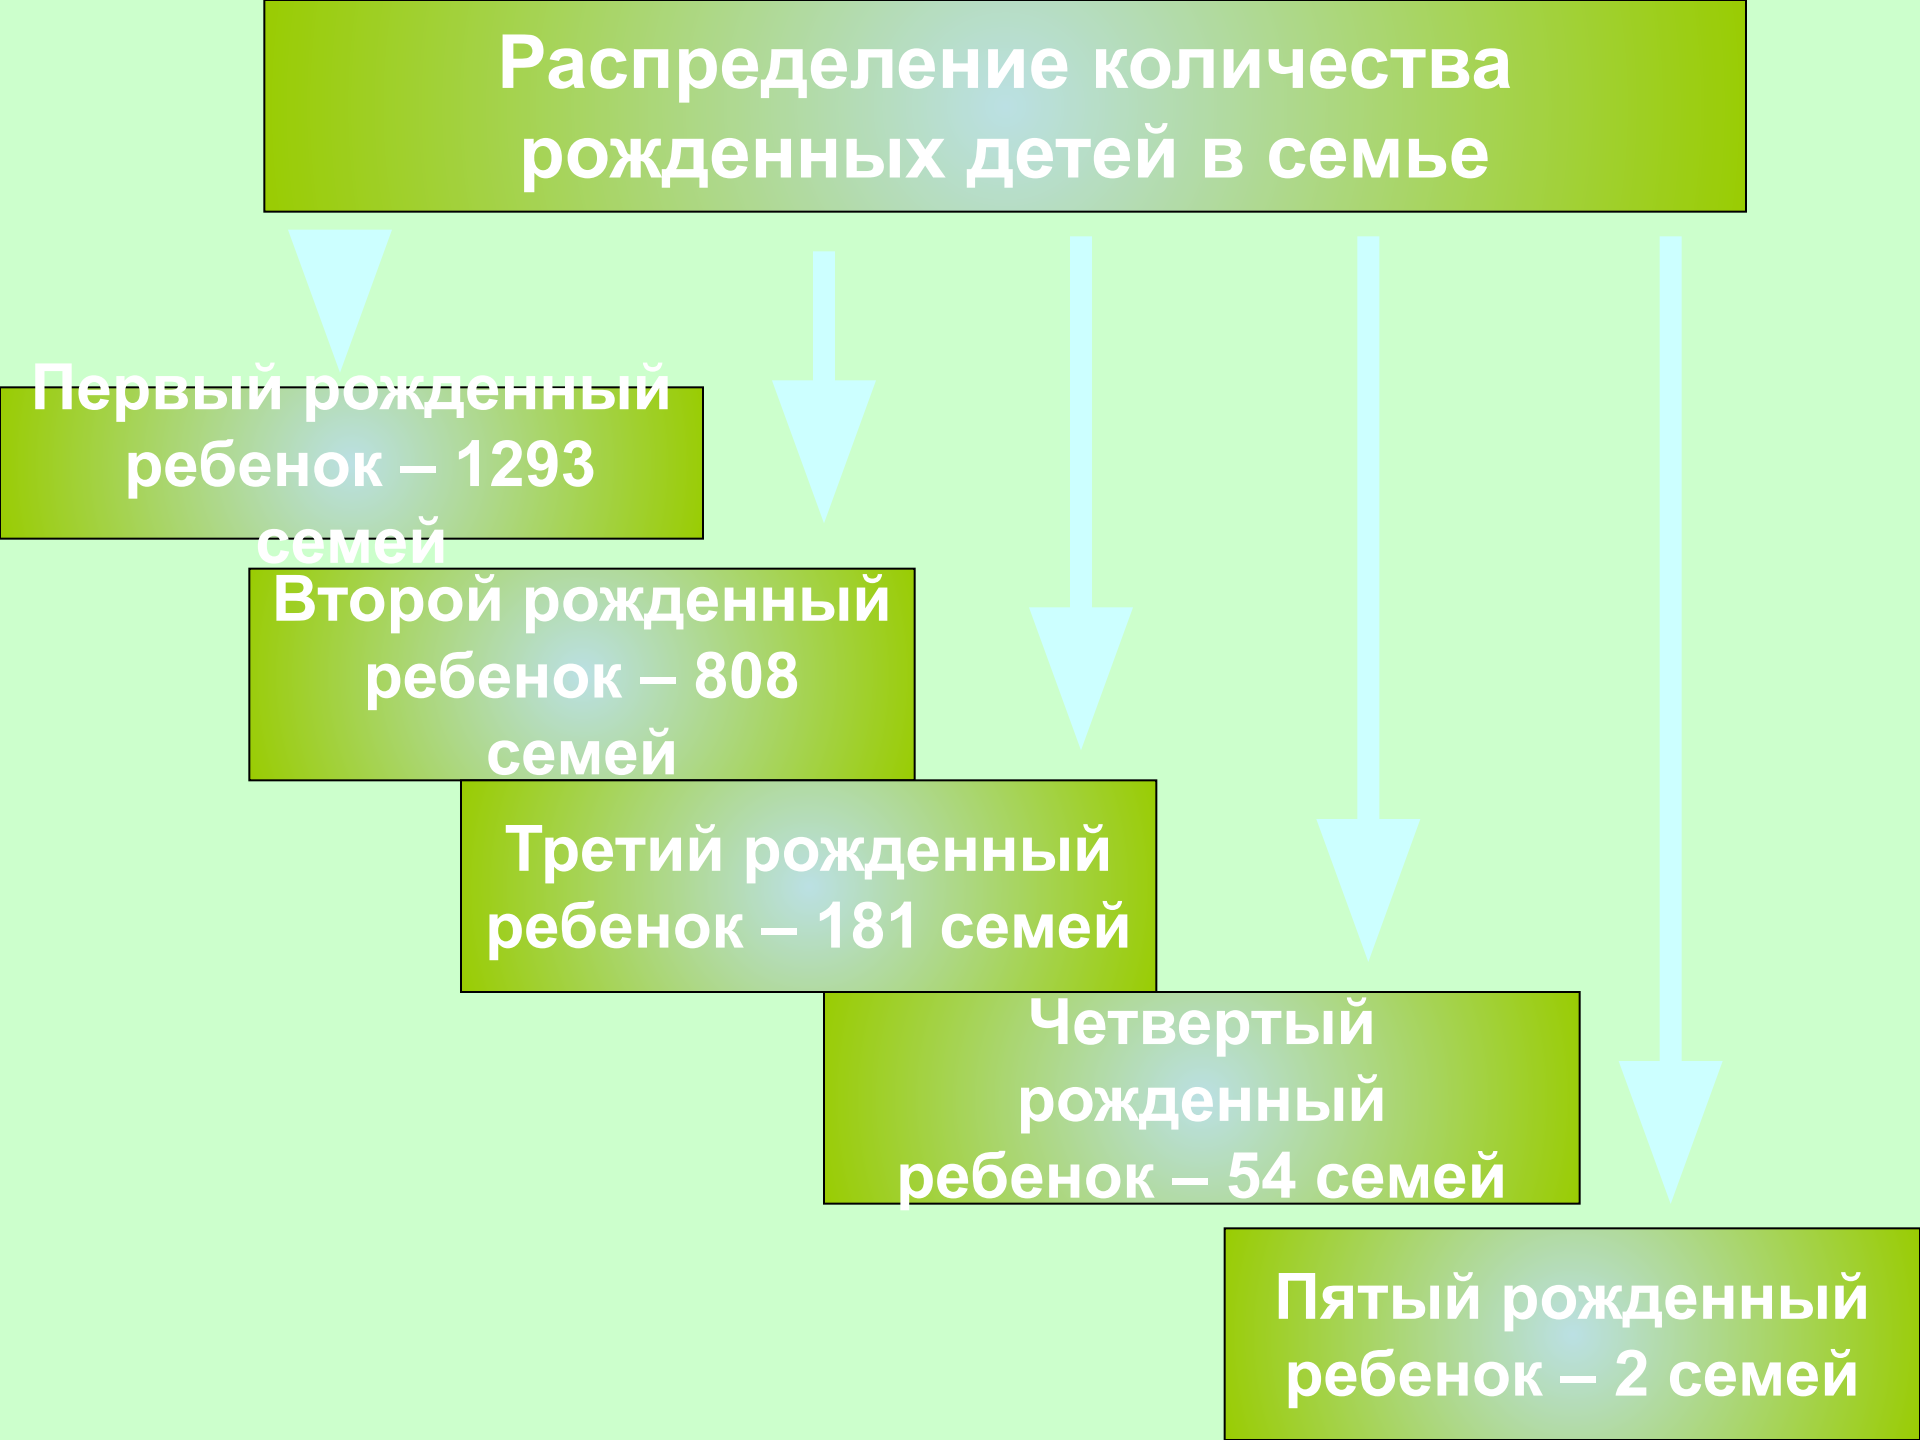 Распределение количества
рожденных детей в семье
Первый рожденный
ребенок – 1293
семей
Второй рожденный
ребенок – 808
семей
Третий рожденный
ребенок – 181 семей
Четвертый
рожденный
ребенок – 54 семей
Пятый рожденный
ребенок – 2 семей